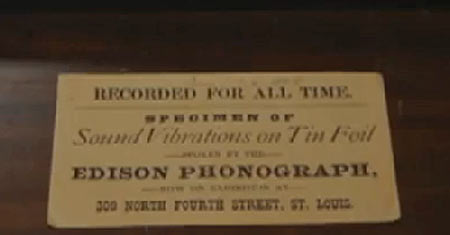 RECORDED FOR ALL TIME.
SPECIMEN OF
Sound Vibrations on Tin Foil
BY THE
EDISON PHONOGRAPH,
NOW ON EXHIBITION AT
309 NORTH FOURTH STREET, ST. LOUIS.